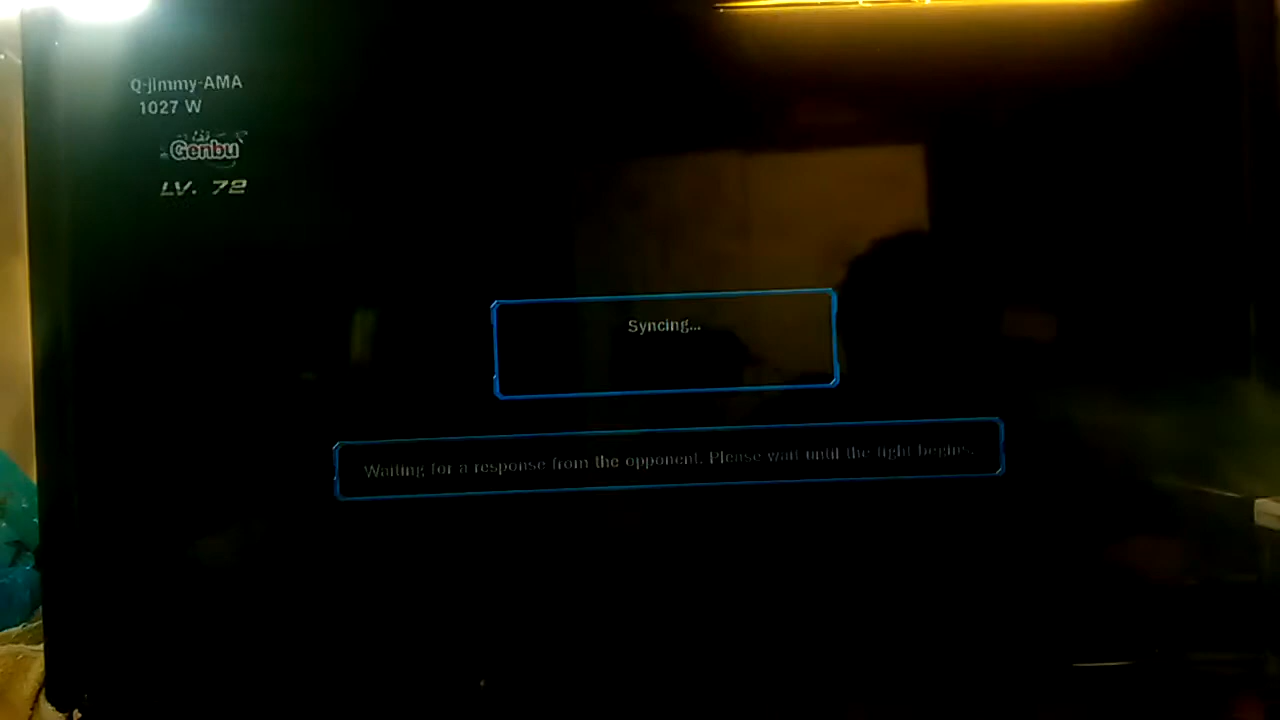 Q-jimmy-AMA
1027 W
Genbu
LV. 72
Syncing...
Waiting for a response from the opponent. Please wait until the fight begins.